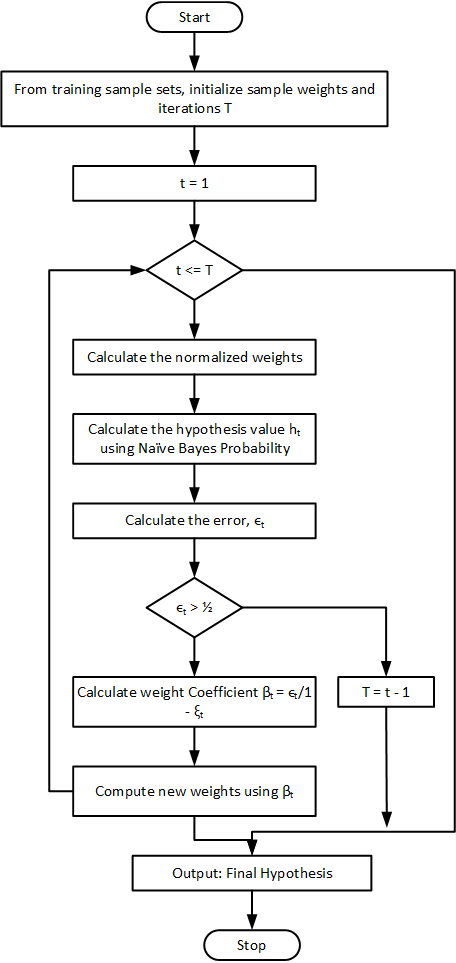 Start
From training sample sets, initialize sample weights and
iterations T
t = 1
t <= T
Calculate the normalized weights
Calculate the hypothesis value hₜ
using Naïve Bayes Probability
Calculate the error, ϵₜ
ϵₜ > ½
Calculate weight Coefficient βₜ = ϵₜ/1
- ξₜ
T = t - 1
Compute new weights using βₜ
Output: Final Hypothesis
Stop